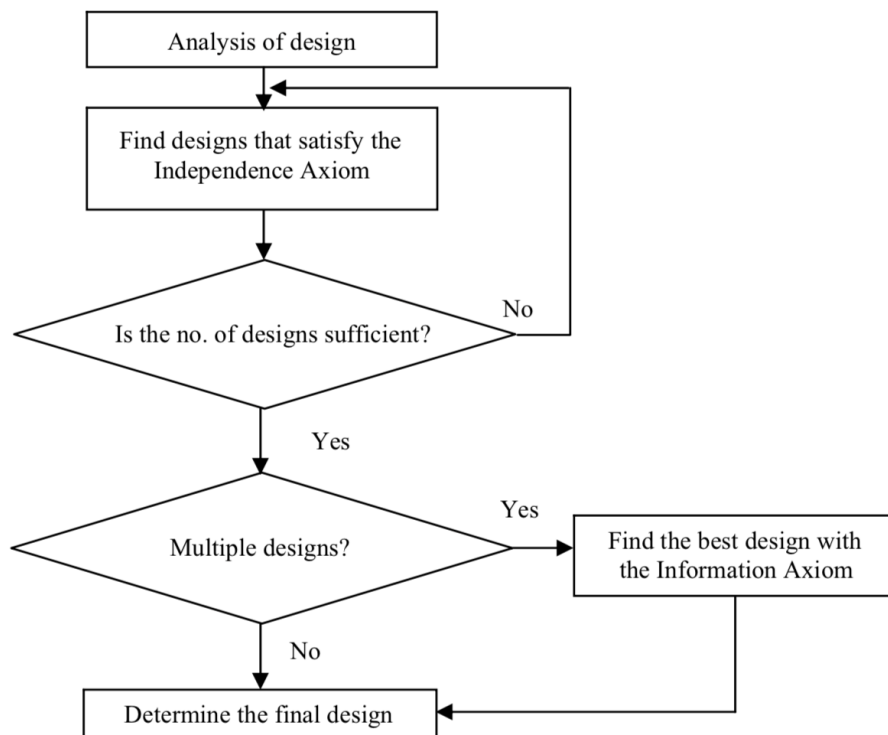 Analysis of design
Find designs that satisfy the
Independence Axiom
No
Is the no. of designs sufficient?
Yes
Yes
Multiple designs?
Find the best design with
the Information Axiom
No
Determine the final design